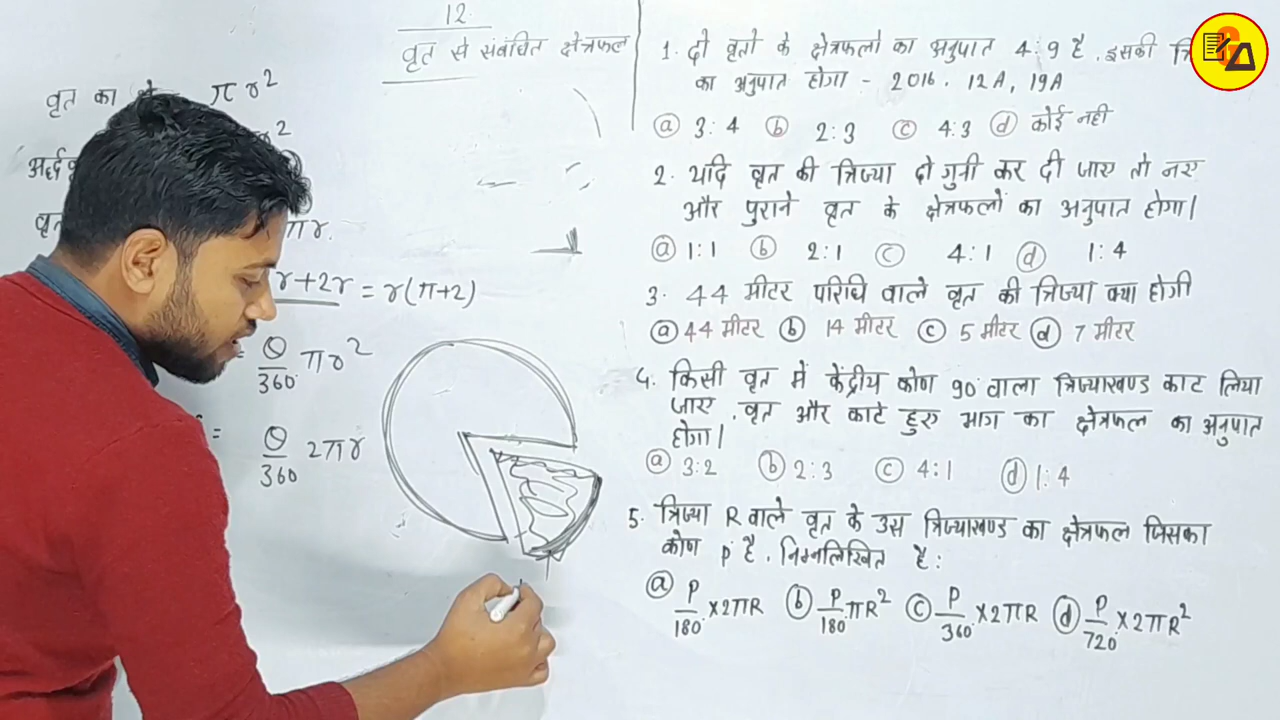 12
वृत से संबंधित क्षेत्रफल
वृत का πr²
अर्द्ध r²
वृत πr.
r+2r = r(π+2)
= θ/360 πr²
= θ/360 2πr
1. दो वृतो के क्षेत्रफलो का अनुपात 4:9 है . इसकी
का अनुपात होगा - 2016. 12A, 19A
ⓐ 3:4 ⓑ 2:3 ⓒ 4:3 ⓓ कोई नही
2. यदि वृत की त्रिज्या दो गुनी कर दी जाए तो नए
और पुराने वृत के क्षेत्रफलों का अनुपात होगा।
ⓐ 1:1 ⓑ 2:1 ⓒ 4:1 ⓓ 1:4
3. 44 मीटर परिधि वाले वृत की त्रिज्या क्या होगी
ⓐ 44 मीटर ⓑ 14 मीटर ⓒ 5 मीटर ⓓ 7 मीटर
4. किसी वृत में केंद्रीय कोण 90 वाला त्रिज्याखण्ड काट लिया
जाए . वृत और काटे हुए भाग का क्षेत्रफल का अनुपात
होगा।
ⓐ 3:2 ⓑ 2:3 ⓒ 4:1 ⓓ 1:4
5. त्रिज्या R वाले वृत के उस त्रिज्याखण्ड का क्षेत्रफल जिसका
कोण p है . निम्नलिखित है:
ⓐ P/180 ×2πR ⓑ P/180 πR² ⓒ P/360 ×2πR ⓓ P/720 ×2πR²